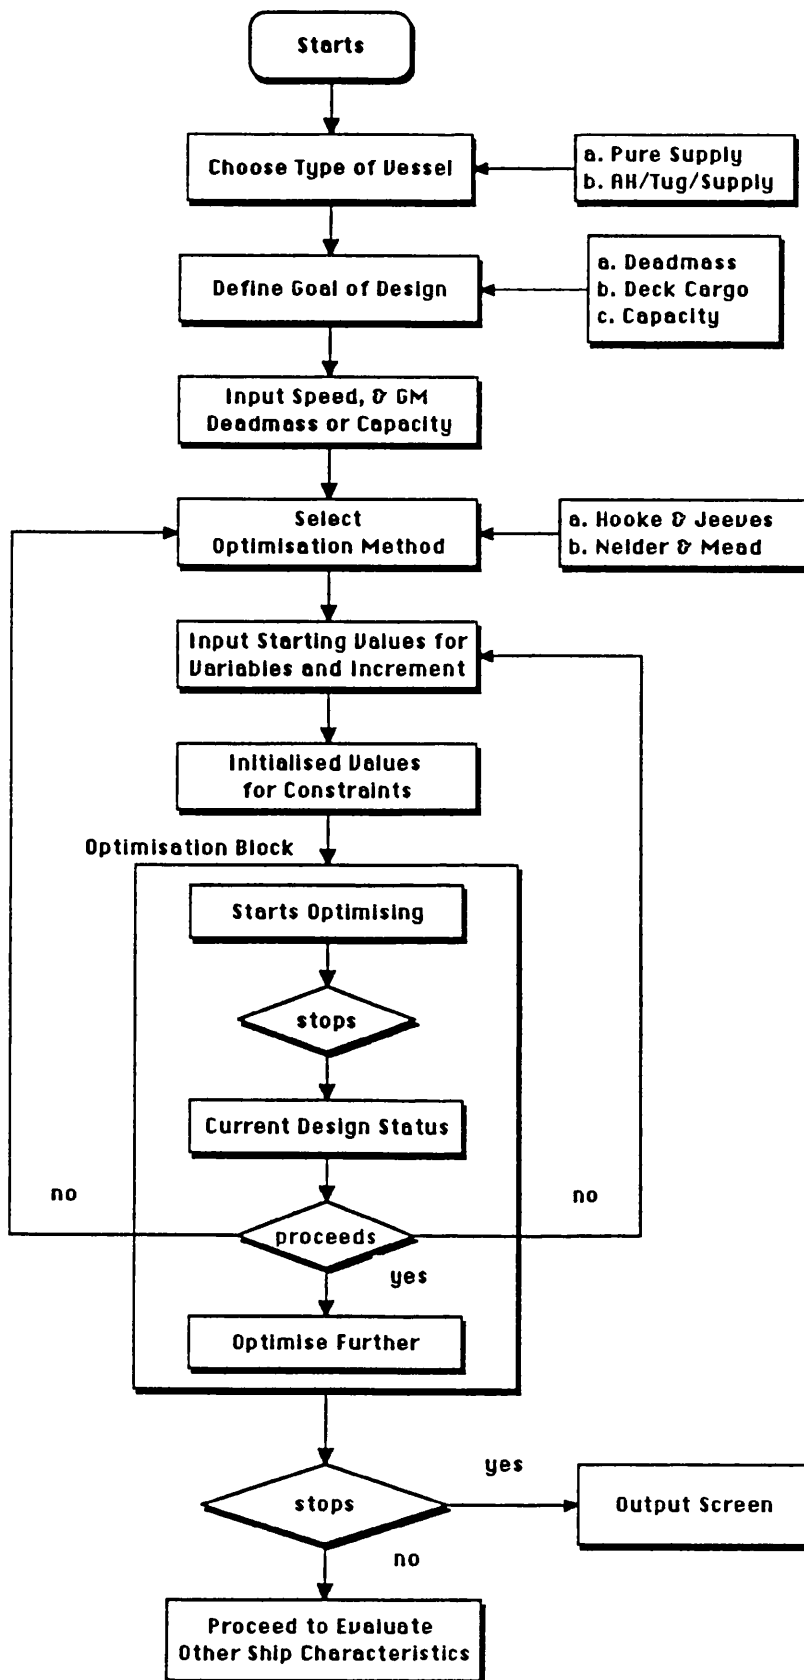 Starts
Choose Type of Vessel
a. Pure Supply
b. AH/Tug/Supply
Define Goal of Design
a. Deadmass
b. Deck Cargo
c. Capacity
Input Speed, & GM
Deadmass or Capacity
Select
Optimisation Method
a. Hooke & Jeeves
b. Nelder & Mead
Input Starting Values for
Variables and Increment
Initialised Values
for Constraints
Optimisation Block
Starts Optimising
stops
Current Design Status
no
no
proceeds
yes
Optimise Further
yes
stops
Output Screen
no
Proceed to Evaluate
Other Ship Characteristics